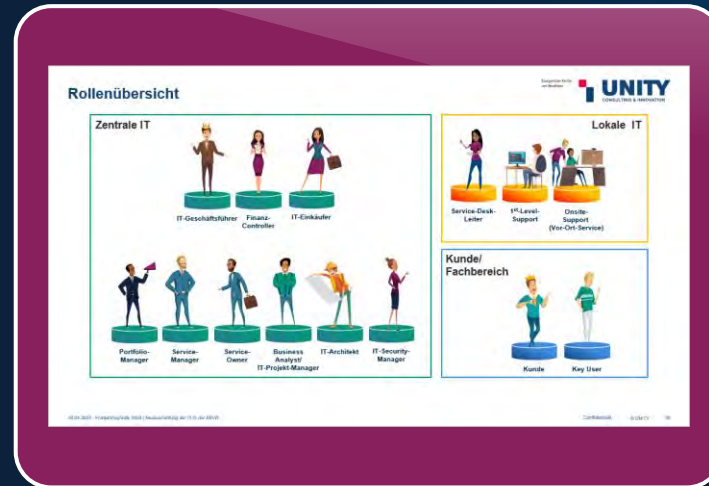 Rollenübersicht
UNITY
CONSULTING & INNOVATION
Zentrale IT
IT-Geschäftsführer
Finanz-
Controller
IT-Einkäufer
Portfolio-
Manager
Service-
Manager
Service-
Owner
Business
Analyst/
IT-Projekt-Manager
IT-Architekt
IT-Security-
Manager
Lokale IT
Service-Desk-
Leiter
1st-Level-
Support
Onsite-
Support
(Vor-Ort-Service)
Kunde/
Fachbereich
Kunde
Key User
© UNITY